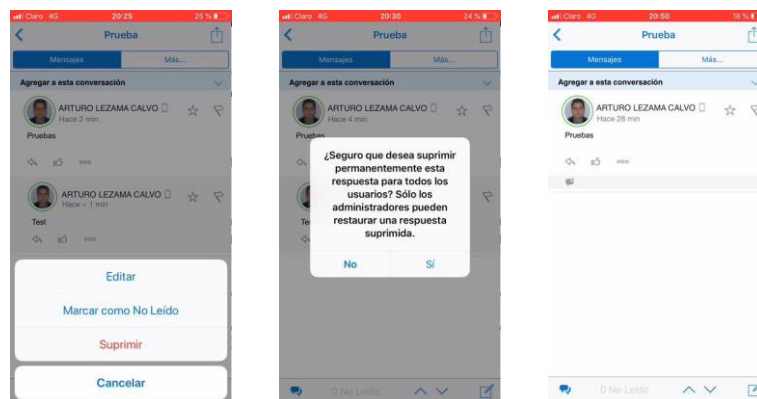 Claro 4G 20:25 25 %
Prueba
Mensajes Más...
Agregar a esta conversación
ARTURO LEZAMA CALVO
Hace 2 min
Pruebas
ARTURO LEZAMA CALVO
Hace < 1 min
Test
Editar
Marcar como No Leído
Suprimir
Cancelar
Claro 4G 20:30 24 %
Prueba
Mensajes Más...
Agregar a esta conversación
ARTURO LEZAMA CALVO
Hace 4 min
Pruebas
¿Seguro que desea suprimir
permanentemente esta
respuesta para todos los
usuarios? Sólo los
administradores pueden
restaurar una respuesta
suprimida.
Te
No Sí
0 No Leído
Claro 4G 20:50 18 %
Prueba
Mensajes Más...
Agregar a esta conversación
ARTURO LEZAMA CALVO
Hace 28 min
Pruebas
0 No Leído